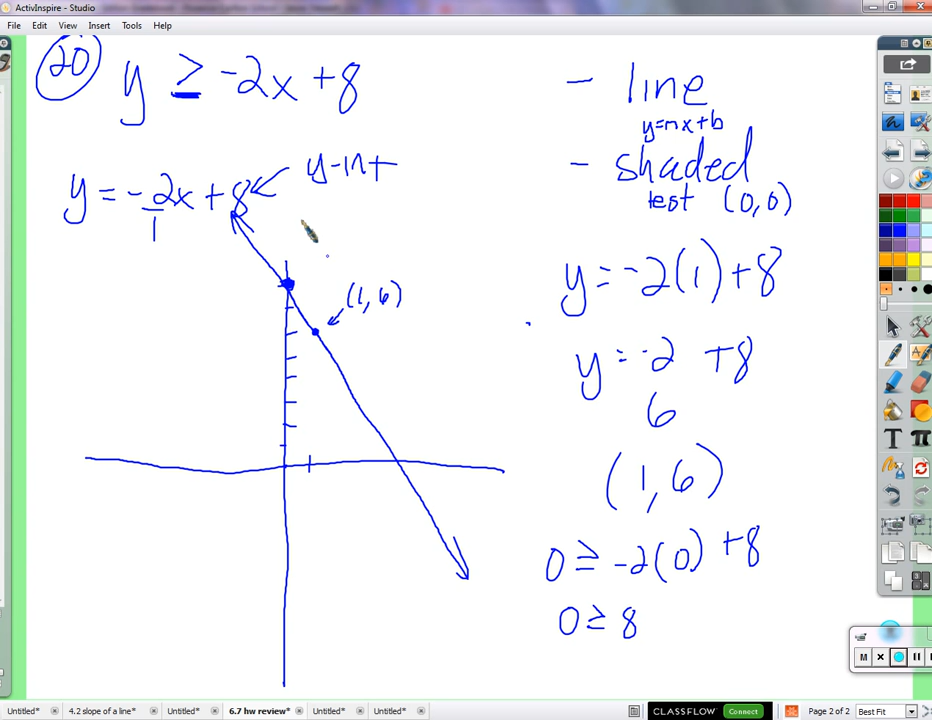 ActivInspire - Studio
File Edit View Insert Tools Help
20
y ≥ -2x +8
y = -2x + 8
1
y-int
(1, 6)
- line
y=mx+b
- shaded
test (0,0)
y = -2(1) +8
y = -2 +8
6
(1, 6)
0 ≥ -2(0) +8
0 ≥ 8
M
Untitled* 4.2 slope of a line* Untitled* 6.7 hw review* Untitled* Untitled* CLASSFLOW Connect Page 2 of 2 Best Fit